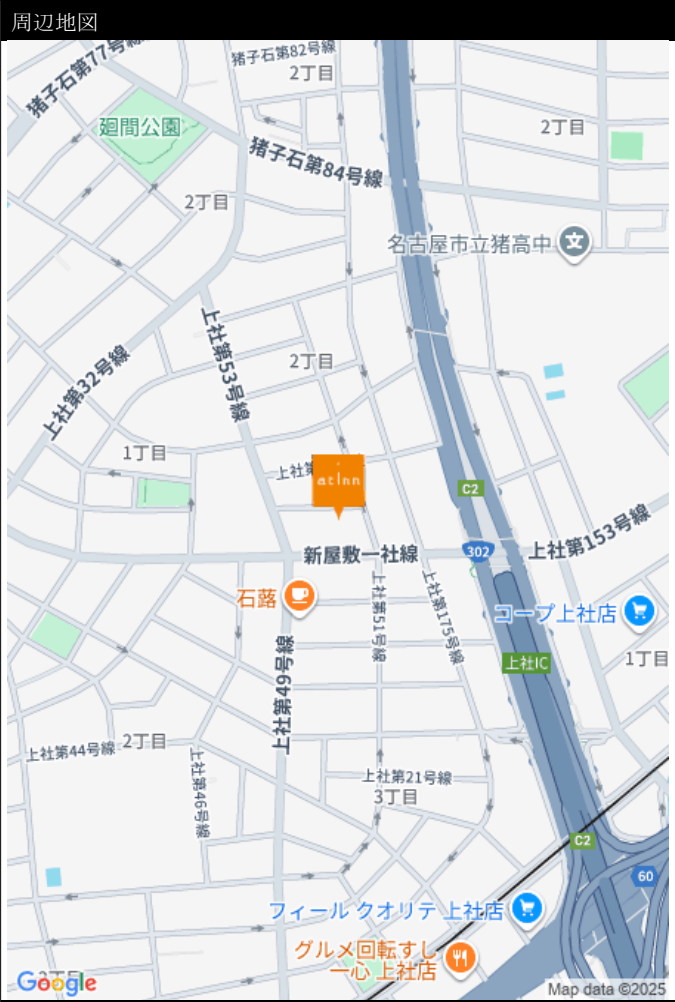 周辺地図
猪子石第77号線
猪子石第82号線
2丁目
廻間公園
2丁目
猪子石第84号線
2丁目
名古屋市立猪高中
上社第53号線
上社第32号線
2丁目
1丁目
上社第
at Inn
C2
302
上社第153号線
新屋敷一社線
石蕗
上社第51号線
上社第175号線
コープ上社店
上社IC
1丁目
上社第49号線
上社第44号線
2丁目
上社第46号線
上社第21号線
3丁目
C2
60
フィール クオリテ 上社店
グルメ回転すし
一心 上社店
Google
Map data ©2025